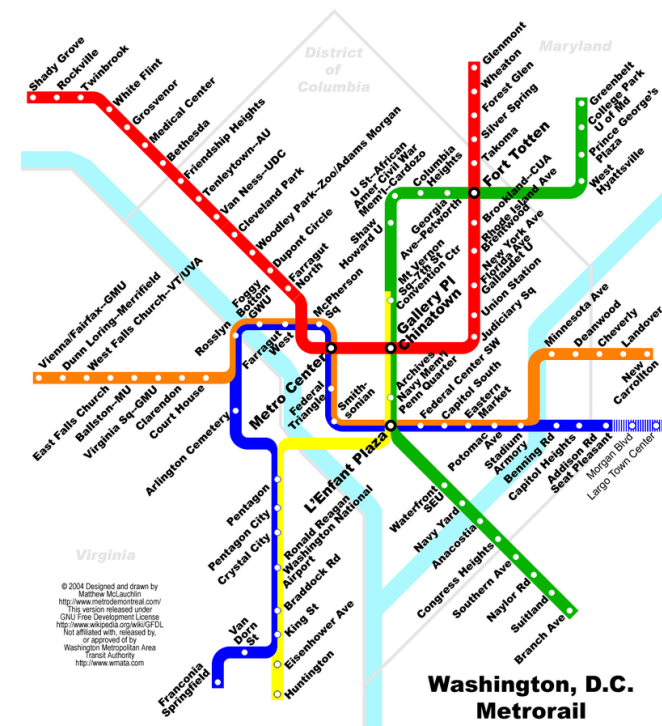 District
of
Columbia
Maryland
Shady Grove
Rockville
Twinbrook
White Flint
Grosvenor
Medical Center
Bethesda
Friendship Heights
Tenleytown–AU
Van Ness–UDC
Cleveland Park
Woodley Park–Zoo/Adams Morgan
Dupont Circle
Farragut
North
Glenmont
Wheaton
Forest Glen
Silver Spring
Takoma
Fort Totten
Brookland–CUA
Rhode Island Ave
Brentwood
New York Ave
Florida Ave
Gallaudet U
Union Station
Judiciary Sq
Greenbelt
College Park
U of Md
Prince George's
Plaza
West
Hyattsville
U St–African
Amer Civil War
Mem'l–Cardozo
Columbia
Heights
Georgia
Ave–Petworth
Shaw
Howard U
Mt Vernon
Sq–7th St
Convention Ctr
Gallery Pl
Chinatown
Archives
Navy Mem'l
Penn Quarter
Metro Center
McPherson
Sq
Farragut
West
Foggy
Bottom
GWU
Rosslyn
Federal
Triangle
Smith-
sonian
L'Enfant Plaza
Vienna/Fairfax–GMU
Dunn Loring–Merrifield
West Falls Church–VT/UVA
East Falls Church
Ballston–MU
Virginia Sq–GMU
Clarendon
Court House
Arlington Cemetery
Federal Center SW
Capitol South
Eastern
Market
Potomac
Ave
Stadium
Armory
Minnesota Ave
Deanwood
Cheverly
Landover
New
Carrollton
Benning Rd
Capitol Heights
Addison Rd
Seat Pleasant
Morgan Blvd
Largo Town Center
Pentagon
Pentagon City
Crystal City
Ronald Reagan
Washington National
Airport
Braddock Rd
King St
Eisenhower Ave
Huntington
Van
Dorn
St
Franconia
Springfield
Waterfront
SEU
Navy Yard
Anacostia
Congress Heights
Southern Ave
Naylor Rd
Suitland
Branch Ave
Virginia
© 2004 Designed and drawn by
Matthew McLauchlin
http://www.metrodemontreal.com/
This version released under
GNU Free Development License
http://www.wikipedia.org/wiki/GFDL
Not affiliated with, released by,
or approved by
Washington Metropolitan Area
Transit Authority
http://www.wmata.com
Washington, D.C.
Metrorail